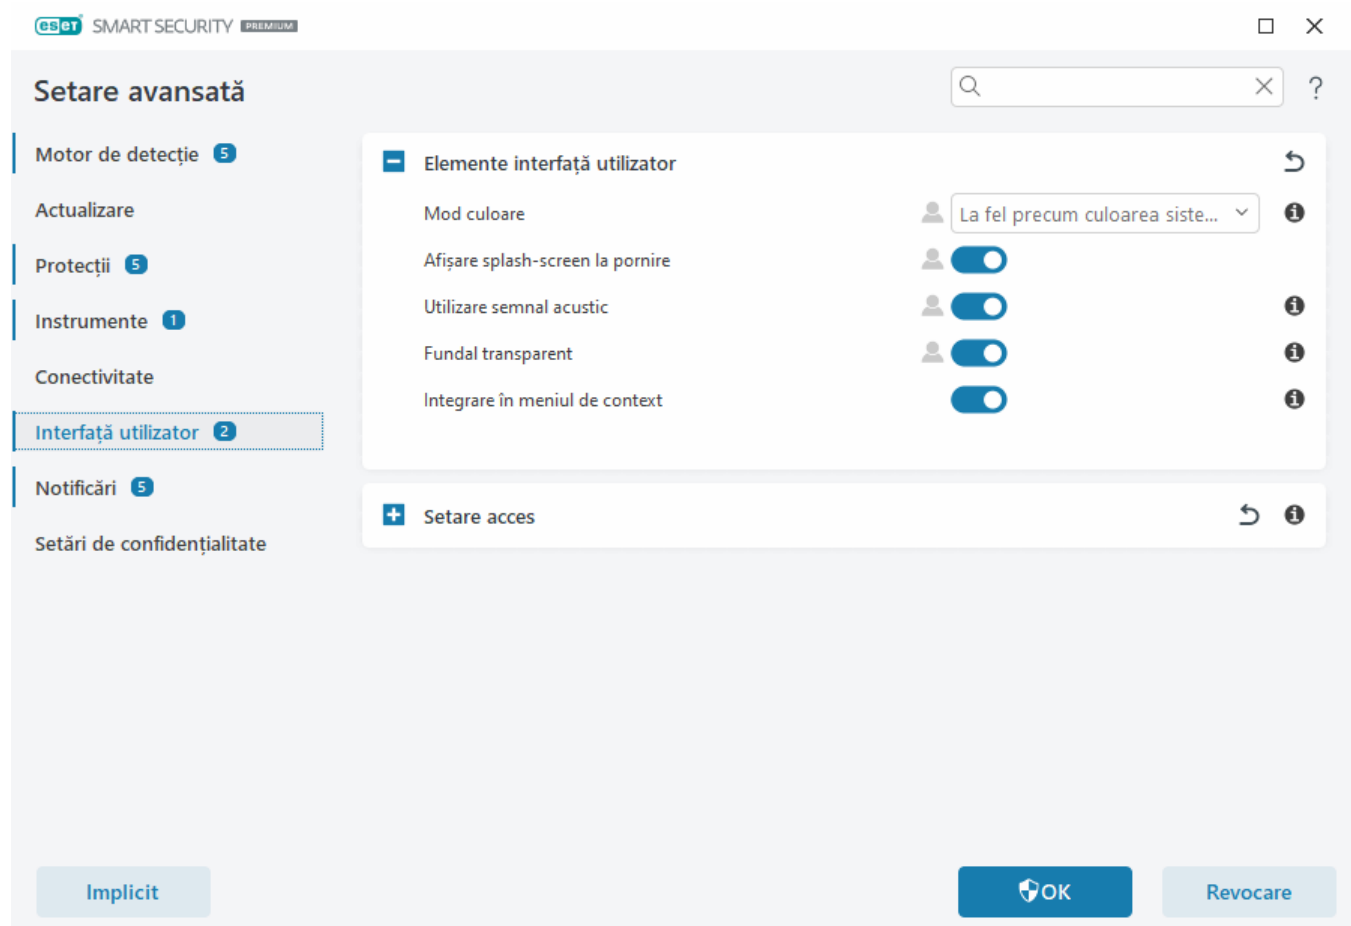 eseT SMART SECURITY PREMIUM
Setare avansată
?
Motor de detecție 5
Actualizare
Protecții 5
Instrumente 1
Conectivitate
Interfață utilizator 2
Notificări 5
Setări de confidențialitate
Elemente interfață utilizator
Mod culoare
La fel precum culoarea siste...
Afișare splash-screen la pornire
Utilizare semnal acustic
Fundal transparent
Integrare în meniul de context
Setare acces
Implicit
OK
Revocare